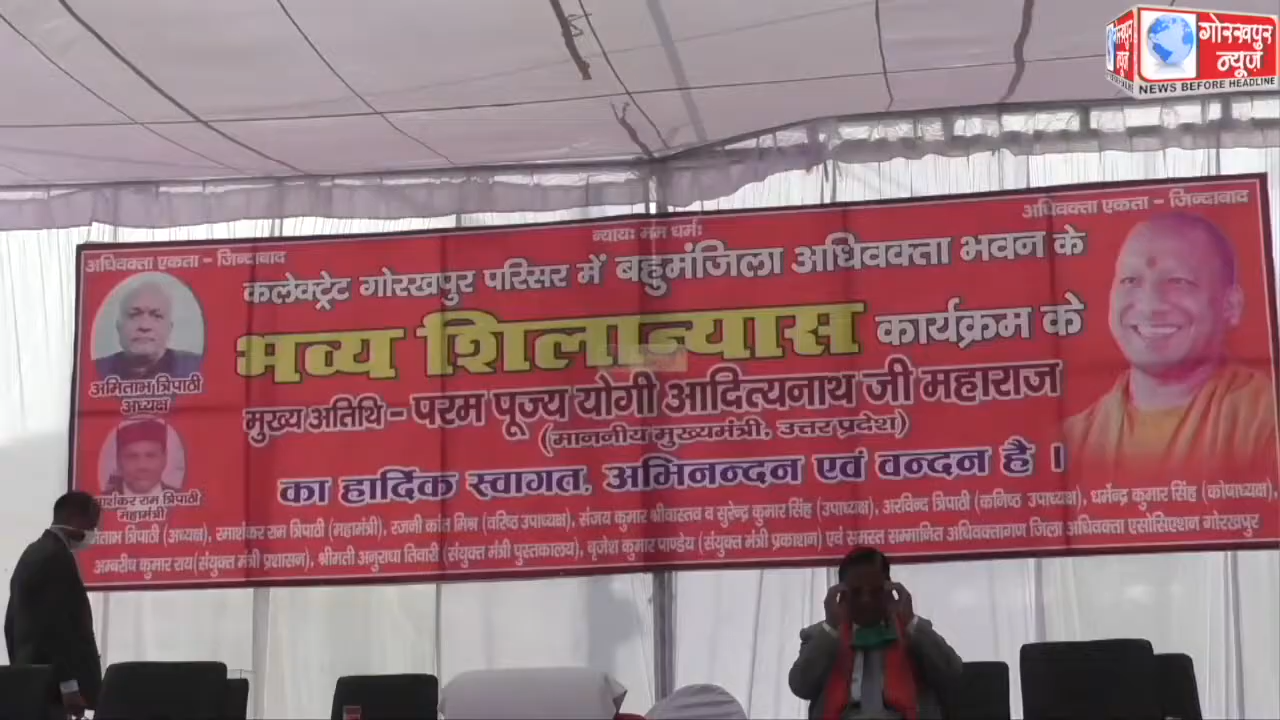 गोरखपुर
न्यूज़
NEWS BEFORE HEADLINE
न्यायः मम धर्मः
अधिवक्ता एकता - जिन्दाबाद
अधिवक्ता एकता - जिन्दाबाद
कलेक्ट्रेट गोरखपुर परिसर में बहुमंजिला अधिवक्ता भवन के
भव्य शिलान्यास कार्यक्रम के
मुख्य अतिथि - परम पूज्य योगी आदित्यनाथ जी महाराज
(माननीय मुख्यमंत्री, उत्तर प्रदेश)
का हार्दिक स्वागत, अभिनन्दन एवं वन्दन है ।
अमिताभ त्रिपाठी
अध्यक्ष
राम त्रिपाठी
महामंत्री
त्रिपाठी (अध्यक्ष), रमाशंकर राम त्रिपाठी (महामंत्री), रजनी कांत मिश्र (वरिष्ठ उपाध्यक्ष), संजय कुमार श्रीवास्तव व सुरेन्द्र कुमार सिंह (उपाध्यक्ष), अरविन्द त्रिपाठी (कनिष्ठ उपाध्यक्ष), धर्मेन्द्र कुमार सिंह (कोषाध्यक्ष),
अम्बरीष कुमार राय (संयुक्त मंत्री प्रशासन), श्रीमती अनुराधा तिवारी (संयुक्त मंत्री पुस्तकालय), बृजेश कुमार पाण्डेय (संयुक्त मंत्री प्रकाशन) एवं समस्त सम्मानित अधिवक्तागण जिला अधिवक्ता एसोसिएशन गोरखपुर